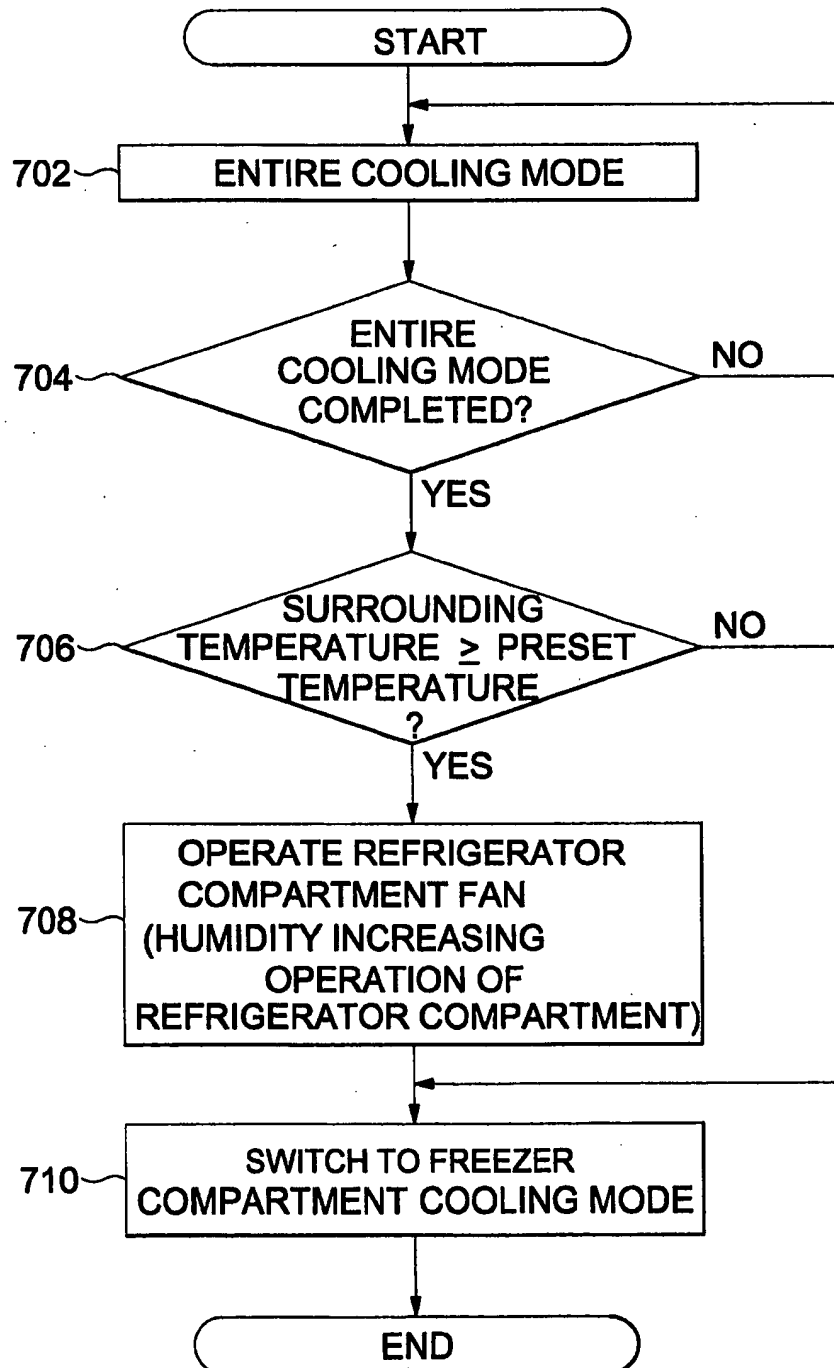 START
702
ENTIRE COOLING MODE
704
ENTIRE
COOLING MODE
COMPLETED?
NO
YES
706
SURROUNDING
TEMPERATURE ≥ PRESET
TEMPERATURE
?
NO
YES
708
OPERATE REFRIGERATOR
COMPARTMENT FAN
(HUMIDITY INCREASING
OPERATION OF
REFRIGERATOR COMPARTMENT)
710
SWITCH TO FREEZER
COMPARTMENT COOLING MODE
END